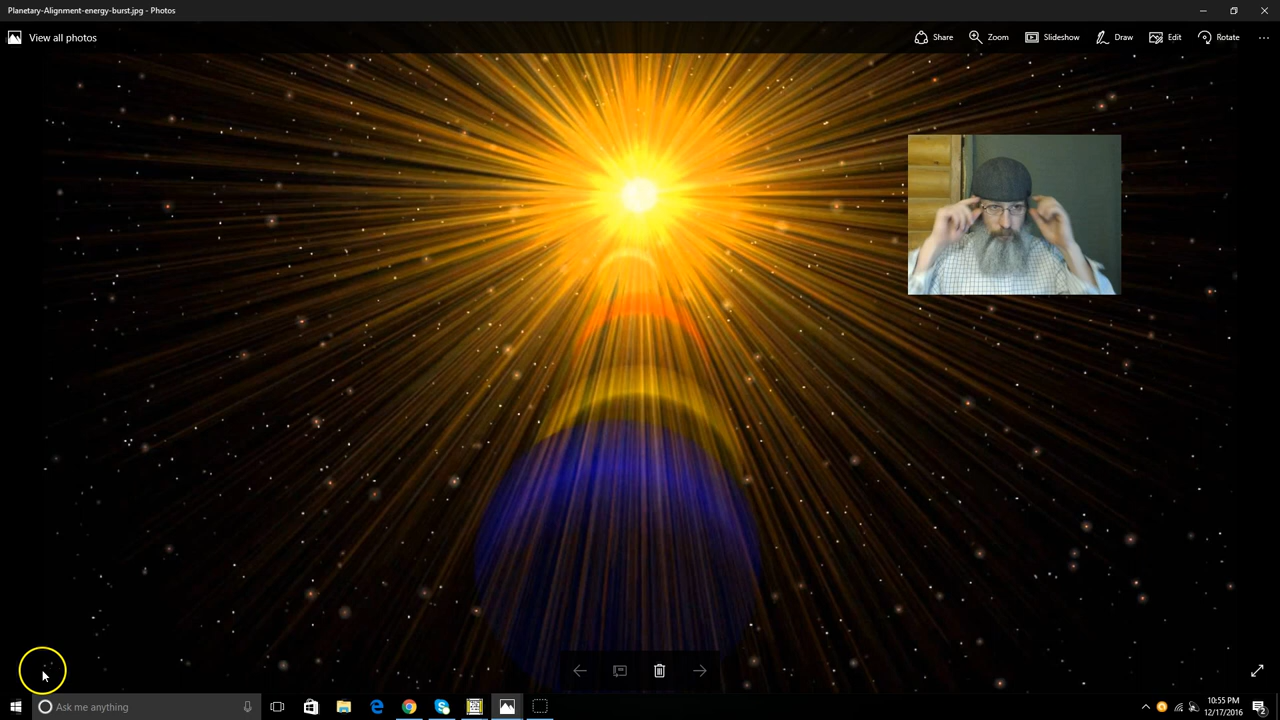 Planetary-Alignment-energy-burst.jpg - Photos
View all photos
Share
Zoom
Slideshow
Draw
Edit
Rotate
Ask me anything
10:55 PM
12/17/2016
2